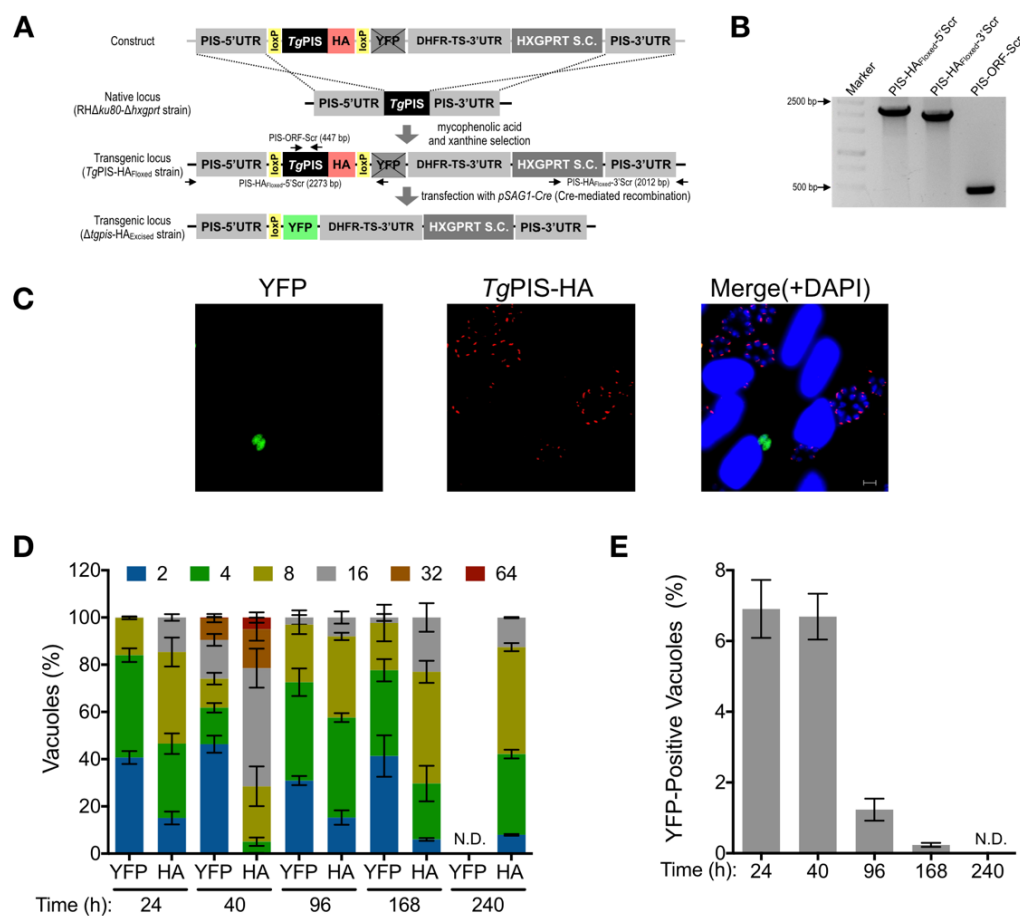 A
Construct
PIS-5’UTR loxP TgPIS HA loxP YFP DHFR-TS-3’UTR HXGPRT S.C. PIS-3’UTR
Native locus
(RHΔku80-Δhxgprt strain)
PIS-5’UTR TgPIS PIS-3’UTR
mycophenolic acid
and xanthine selection
PIS-ORF-Scr (447 bp)
Transgenic locus
(TgPIS-HAFloxed strain)
PIS-5’UTR loxP TgPIS HA loxP YFP DHFR-TS-3’UTR HXGPRT S.C. PIS-3’UTR
PIS-HAFloxed-5’Scr (2273 bp) PIS-HAFloxed-3’Scr (2012 bp)
transfection with pSAG1-Cre (Cre-mediated recombination)
Transgenic locus
(Δtgpis-HAExcised strain)
PIS-5’UTR loxP YFP DHFR-TS-3’UTR HXGPRT S.C. PIS-3’UTR
B
Marker PIS-HAFloxed-5’Scr PIS-HAFloxed-3’Scr PIS-ORF-Scr
2500 bp
500 bp
C
YFP TgPIS-HA Merge(+DAPI)
D
2 4 8 16 32 64
Vacuoles (%)
120
100
80
60
40
20
0
N.D.
YFP HA YFP HA YFP HA YFP HA YFP HA
Time (h): 24 40 96 168 240
E
YFP-Positive Vacuoles (%)
8
6
4
2
0
N.D.
Time (h): 24 40 96 168 240